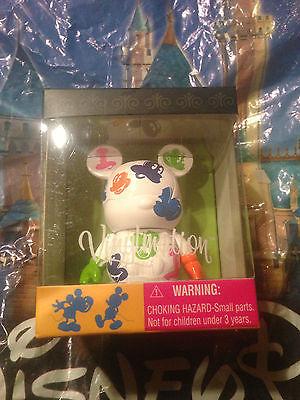 Vinylmation
WARNING:
CHOKING HAZARD-Small parts.
Not for children under 3 years.
DISNEY